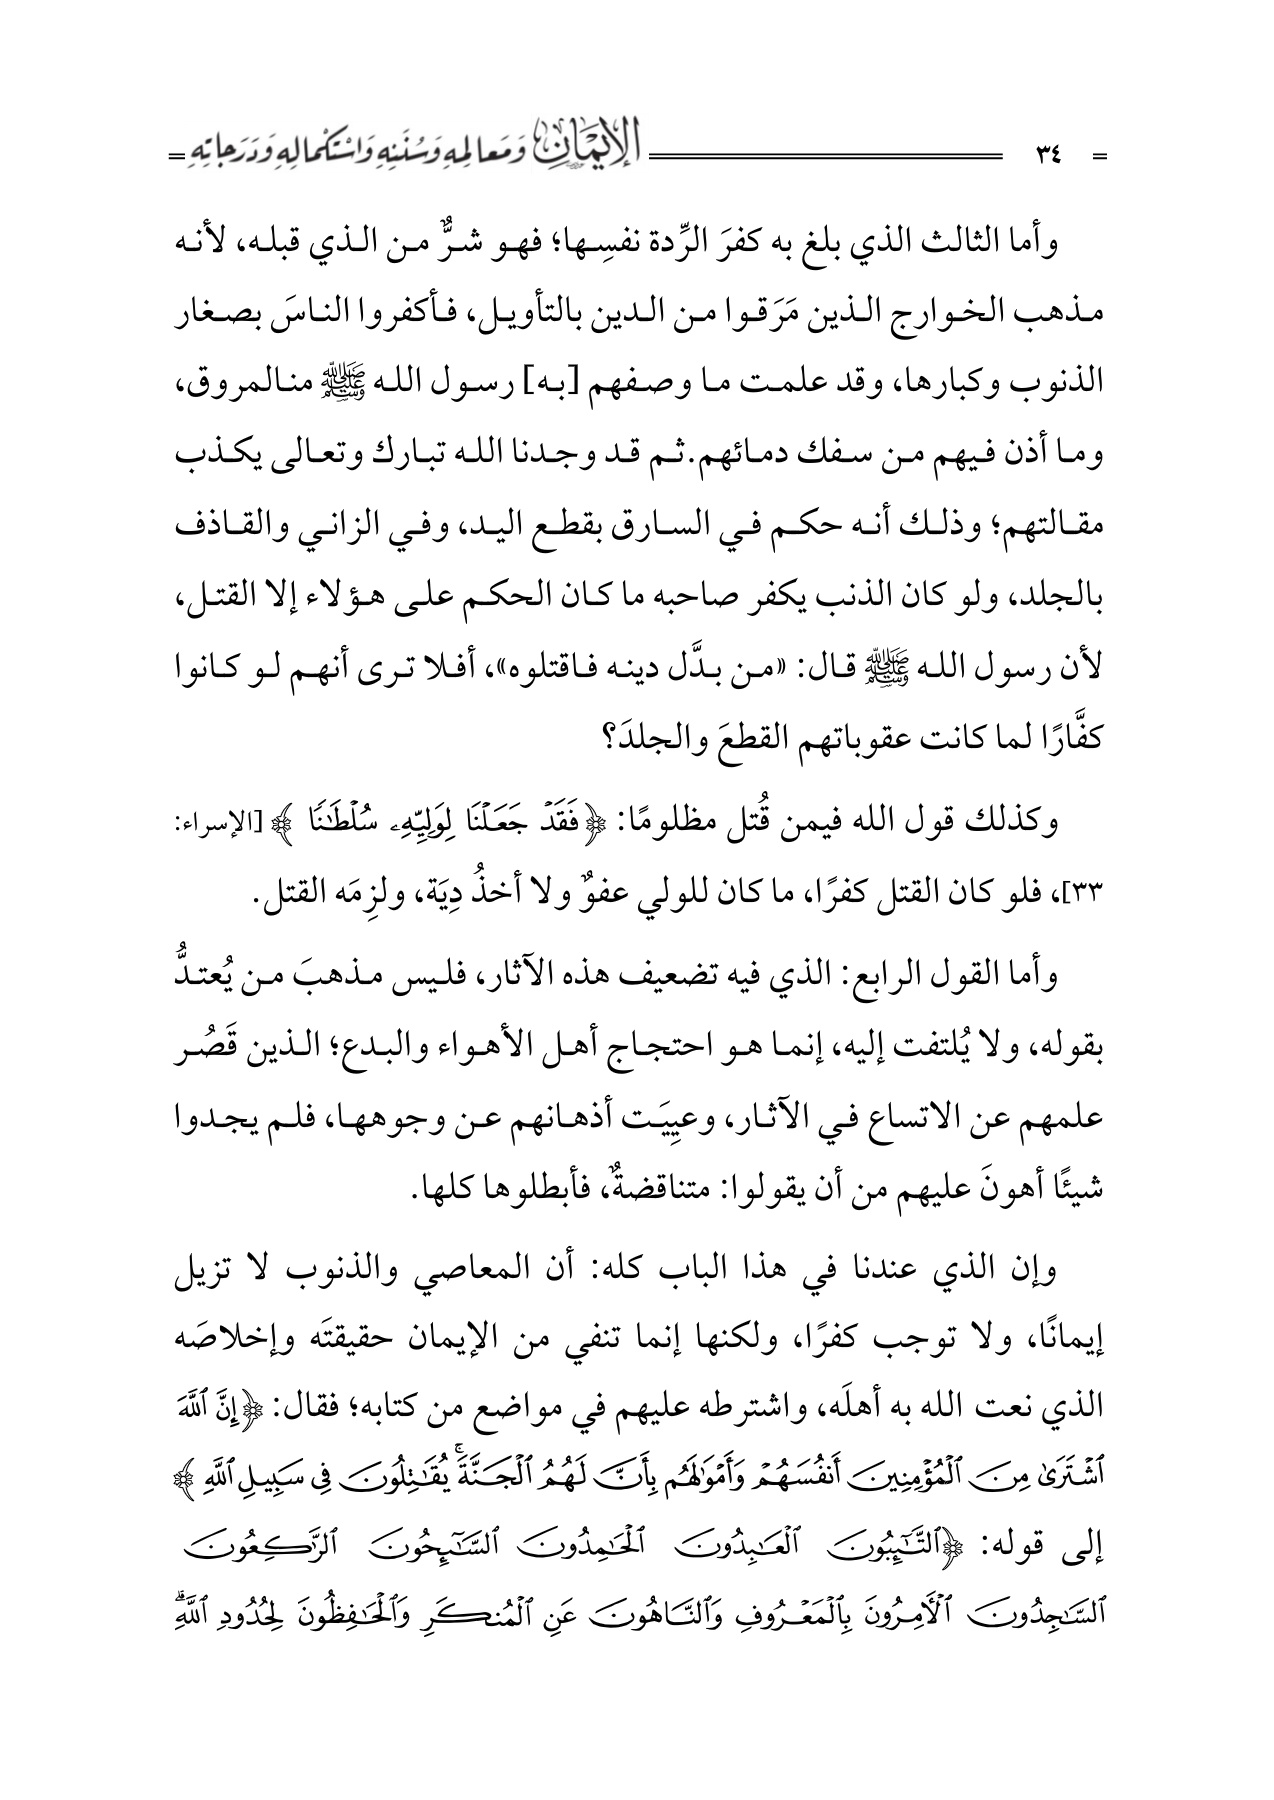 ٣٤ الإيمان ومعالمه وسننه واستكماله ودرجاته
وأما الثالث الذي بلغ به كفرَ الرِّدة نفسِها؛ فهو شرٌّ من الذي قبله، لأنه
مذهب الخوارج الذين مَرَقوا من الدين بالتأويل، فأكفروا الناسَ بصغار
الذنوب وكبارها، وقد علمت ما وصفهم [به] رسول الله ﷺ منالمروق،
وما أذن فيهم من سفك دمائهم.ثم قد وجدنا الله تبارك وتعالى يكذب
مقالتهم؛ وذلك أنه حكم في السارق بقطع اليد، وفي الزاني والقاذف
بالجلد، ولو كان الذنب يكفر صاحبه ما كان الحكم على هؤلاء إلا القتل،
لأن رسول الله ﷺ قال: «من بدَّل دينه فاقتلوه»، أفلا ترى أنهم لو كانوا
كفَّارًا لما كانت عقوباتهم القطعَ والجلدَ؟
وكذلك قول الله فيمن قُتل مظلومًا: ﴿فَقَدۡ جَعَلۡنَا لِوَلِيِّهِۦ سُلۡطَٰنٗا ﴾ [الإسراء:
٣٣]، فلو كان القتل كفرًا، ما كان للولي عفوٌ ولا أخذُ دِيَة، ولزِمَه القتل.
وأما القول الرابع: الذي فيه تضعيف هذه الآثار، فليس مذهبَ من يُعتدُّ
بقوله، ولا يُلتفت إليه، إنما هو احتجاج أهل الأهواء والبدع؛ الذين قَصُر
علمهم عن الاتساع في الآثار، وعيِيَت أذهانهم عن وجوهها، فلم يجدوا
شيئًا أهونَ عليهم من أن يقولوا: متناقضةٌ، فأبطلوها كلها.
وإن الذي عندنا في هذا الباب كله: أن المعاصي والذنوب لا تزيل
إيمانًا، ولا توجب كفرًا، ولكنها إنما تنفي من الإيمان حقيقتَه وإخلاصَه
الذي نعت الله به أهلَه، واشترطه عليهم في مواضع من كتابه؛ فقال: ﴿إِنَّ ٱللَّهَ
ٱشۡتَرَىٰ مِنَ ٱلۡمُؤۡمِنِينَ أَنفُسَهُمۡ وَأَمۡوَٰلَهُم بِأَنَّ لَهُمُ ٱلۡجَنَّةَۚ يُقَٰتِلُونَ فِي سَبِيلِ ٱللَّهِ ﴾
إلى قوله: ﴿ٱلتَّٰٓئِبُونَ ٱلۡعَٰبِدُونَ ٱلۡحَٰمِدُونَ ٱلسَّٰٓئِحُونَ ٱلرَّٰكِعُونَ
ٱلسَّٰجِدُونَ ٱلۡأٓمِرُونَ بِٱلۡمَعۡرُوفِ وَٱلنَّاهُونَ عَنِ ٱلۡمُنكَرِ وَٱلۡحَٰفِظُونَ لِحُدُودِ ٱللَّهِۗ